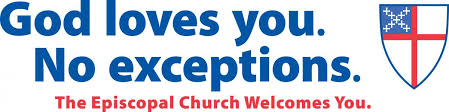 God loves you.
No exceptions.
The Episcopal Church Welcomes You.